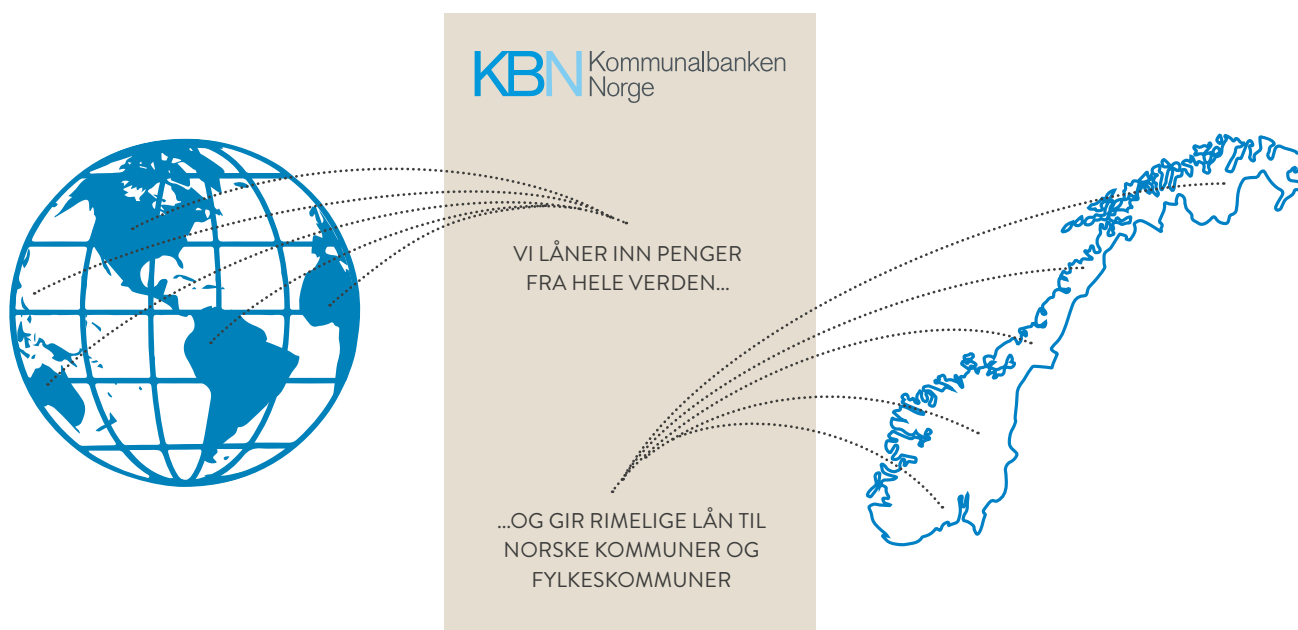 KBN Kommunalbanken
Norge
VI LÅNER INN PENGER
FRA HELE VERDEN...
...OG GIR RIMELIGE LÅN TIL
NORSKE KOMMUNER OG
FYLKESKOMMUNER